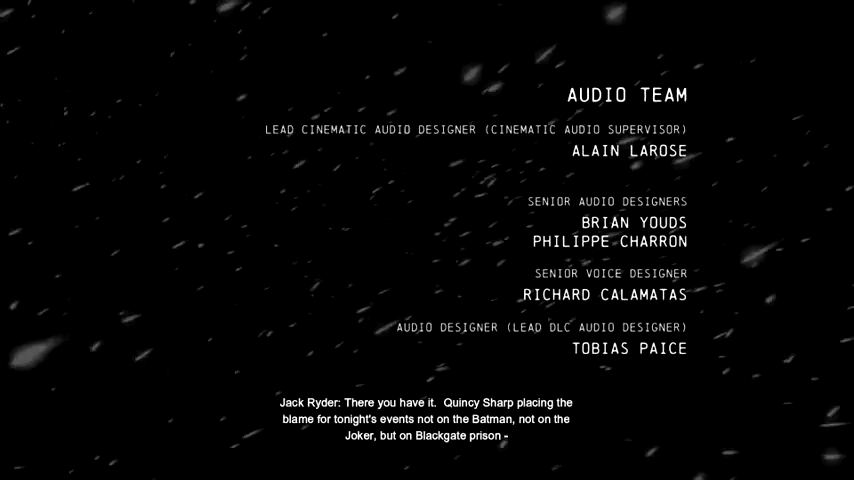 AUDIO TEAM
LEAD CINEMATIC AUDIO DESIGNER (CINEMATIC AUDIO SUPERVISOR)
ALAIN LAROSE
SENIOR AUDIO DESIGNERS
BRIAN YOUDS
PHILIPPE CHARRON
SENIOR VOICE DESIGNER
RICHARD CALAMATAS
AUDIO DESIGNER (LEAD DLC AUDIO DESIGNER)
TOBIAS PAICE
Jack Ryder: There you have it.  Quincy Sharp placing the
blame for tonight's events not on the Batman, not on the
Joker, but on Blackgate prison -